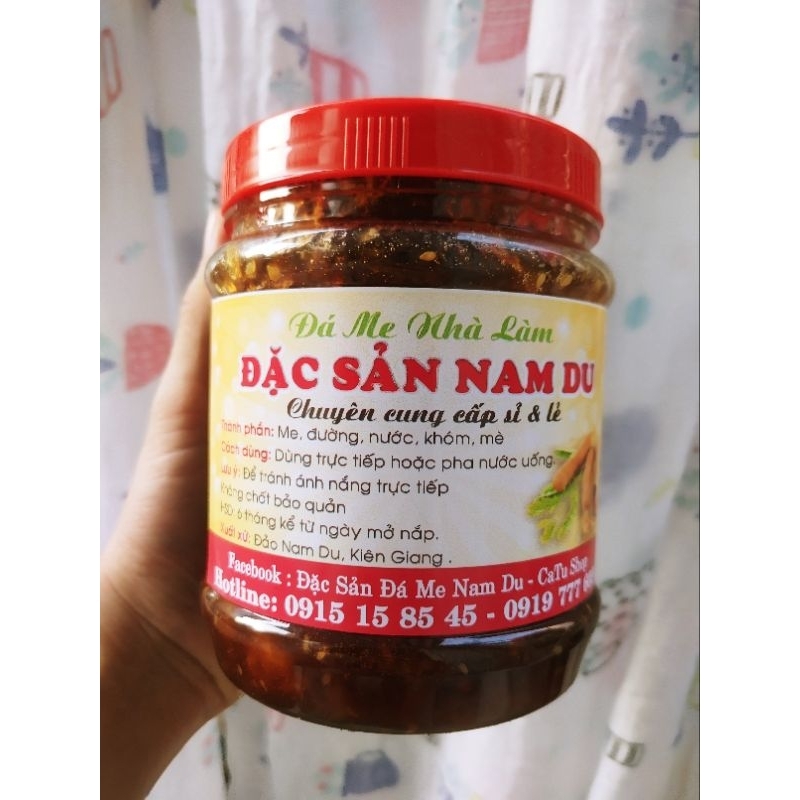 Đá Me Nhà Làm
ĐẶC SẢN NAM DU
Chuyên cung cấp sỉ & lẻ
Thành phần: Me, đường, nước, khóm, mè
Cách dùng: Dùng trực tiếp hoặc pha nước uống.
Lưu ý: Để tránh ánh nắng trực tiếp
Không chất bảo quản
HSD: 6 tháng kể từ ngày mở nắp.
Xuất xứ: Đảo Nam Du, Kiên Giang .
Facebook : Đặc Sản Đá Me Nam Du - CaTu Shop
Hotline: 0915 15 85 45 - 0919 777